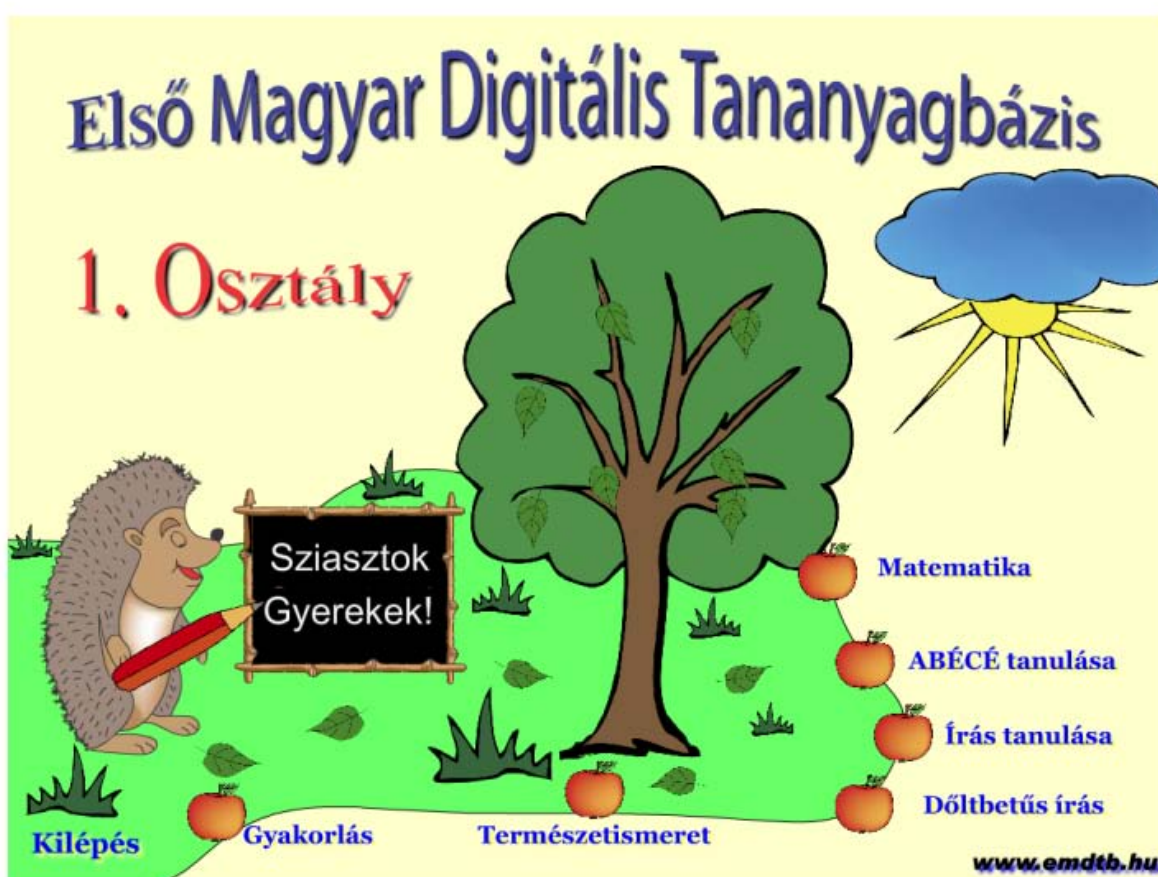 Első Magyar Digitális Tananyagbázis
1. Osztály
Sziasztok
Gyerekek!
Matematika
ABÉCÉ tanulása
Írás tanulása
Dőltbetűs írás
Természetismeret
Gyakorlás
Kilépés
www.emdtb.hu